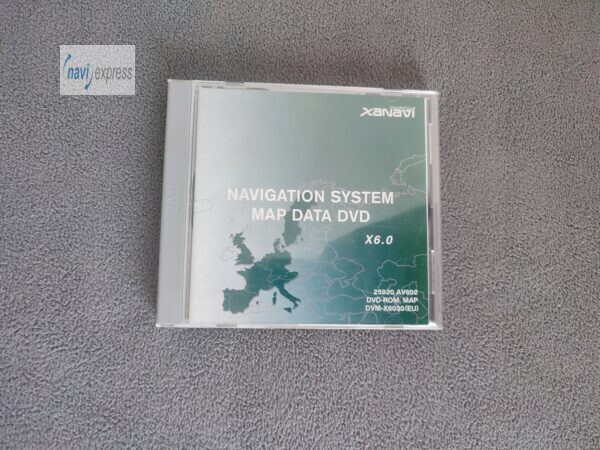 navi express
xanavi
NAVIGATION SYSTEM
MAP DATA DVD
X6.0
25920 AV602
DVD-ROM, MAP
DVM-X6030(EU)